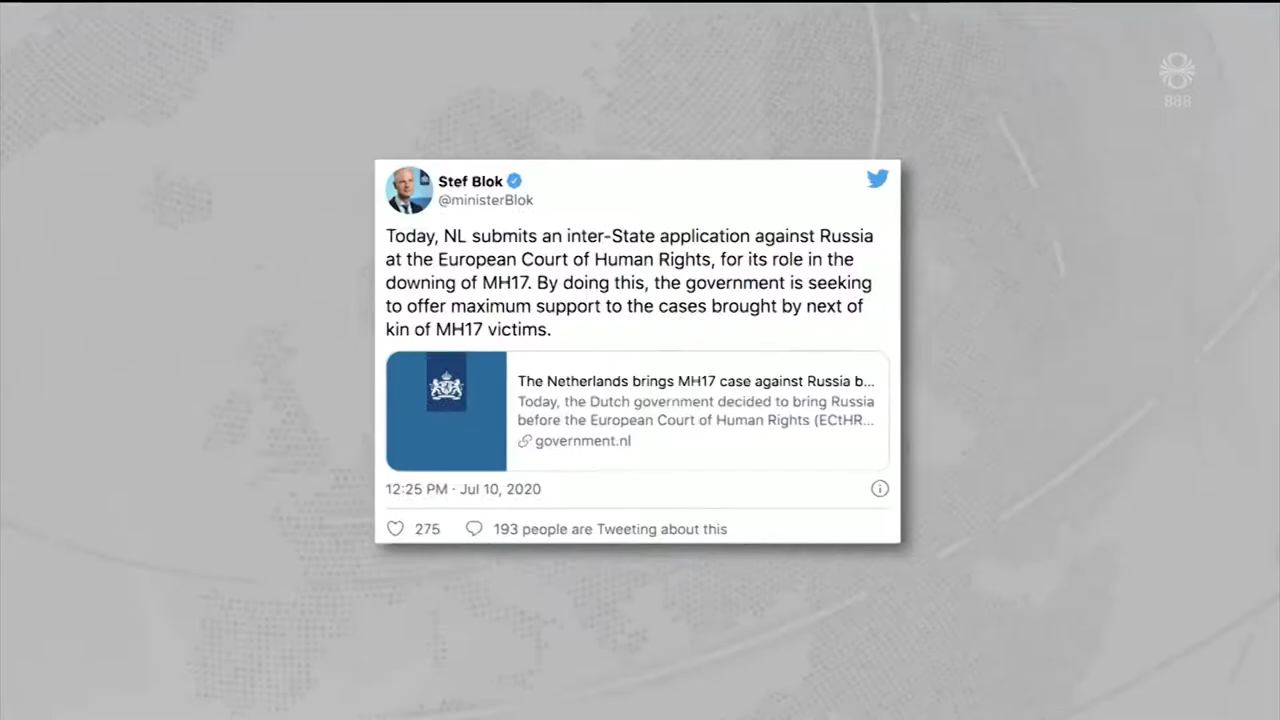 888
Stef Blok
@ministerBlok
Today, NL submits an inter-State application against Russia
at the European Court of Human Rights, for its role in the
downing of MH17. By doing this, the government is seeking
to offer maximum support to the cases brought by next of
kin of MH17 victims.
The Netherlands brings MH17 case against Russia b...
Today, the Dutch government decided to bring Russia
before the European Court of Human Rights (ECtHR...
government.nl
12:25 PM · Jul 10, 2020
275
193 people are Tweeting about this